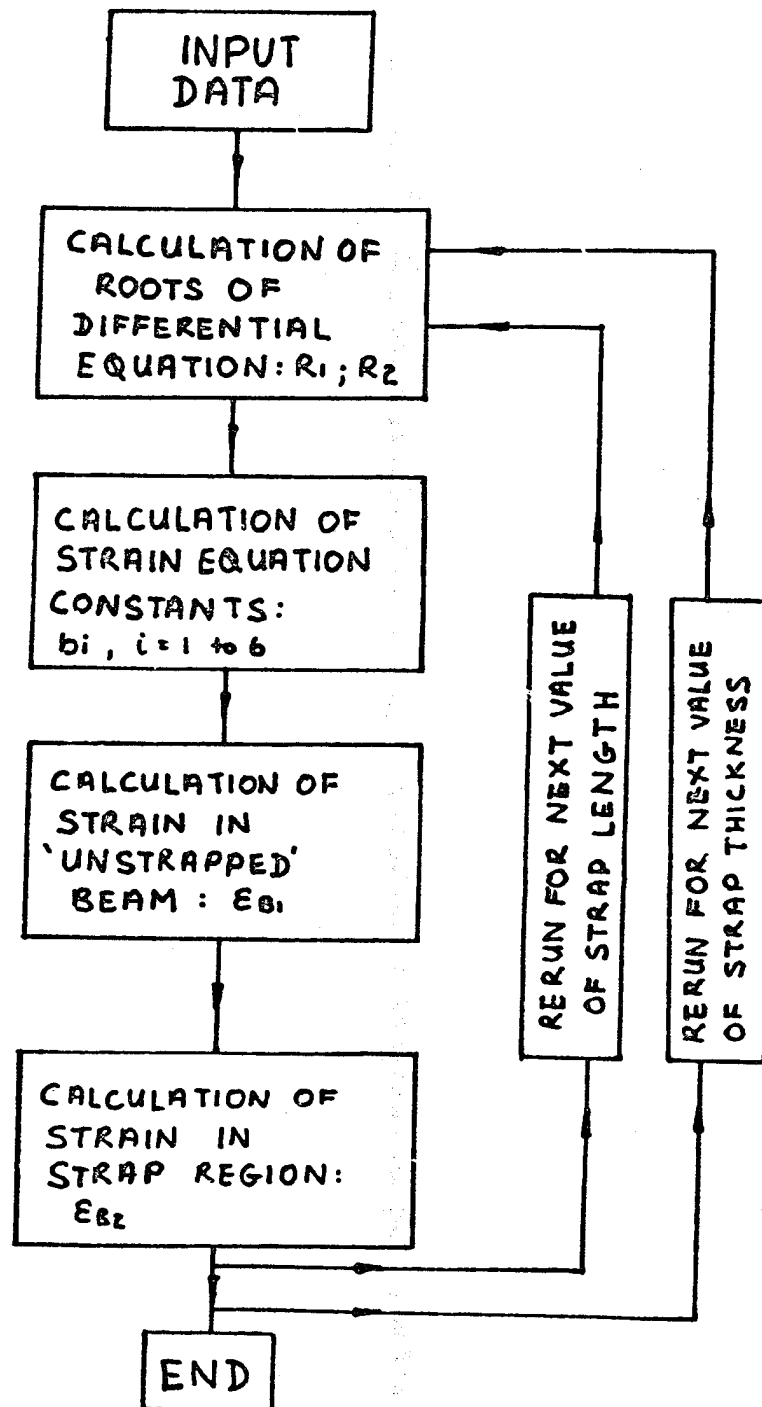 INPUT
DATA
CALCULATION OF
ROOTS OF
DIFFERENTIAL
EQUATION: R1 ; R2
CALCULATION OF
STRAIN EQUATION
CONSTANTS:
bi , i = 1 to 6
CALCULATION OF
STRAIN IN
'UNSTRAPPED'
BEAM : εB1
CALCULATION OF
STRAIN IN
STRAP REGION:
εB2
END
RERUN FOR NEXT VALUE
OF STRAP LENGTH
RERUN FOR NEXT VALUE
OF STRAP THICKNESS